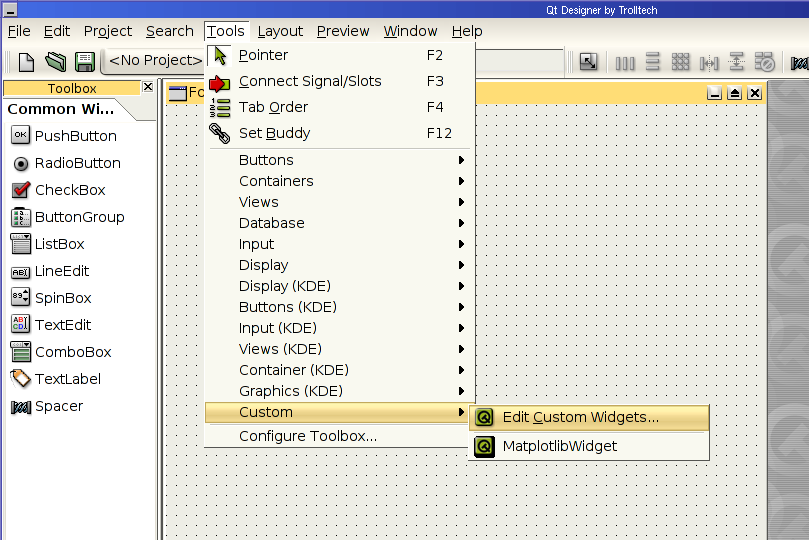 Qt Designer by Trolltech
File Edit Project Search Tools Layout Preview Window Help
<No Project>
Toolbox
Common Wi...
PushButton
RadioButton
CheckBox
ButtonGroup
ListBox
LineEdit
SpinBox
TextEdit
ComboBox
TextLabel
Spacer
Fo
Pointer F2
Connect Signal/Slots F3
Tab Order F4
Set Buddy F12
Buttons
Containers
Views
Database
Input
Display
Display (KDE)
Buttons (KDE)
Input (KDE)
Views (KDE)
Container (KDE)
Graphics (KDE)
Custom
Configure Toolbox...
Edit Custom Widgets...
MatplotlibWidget